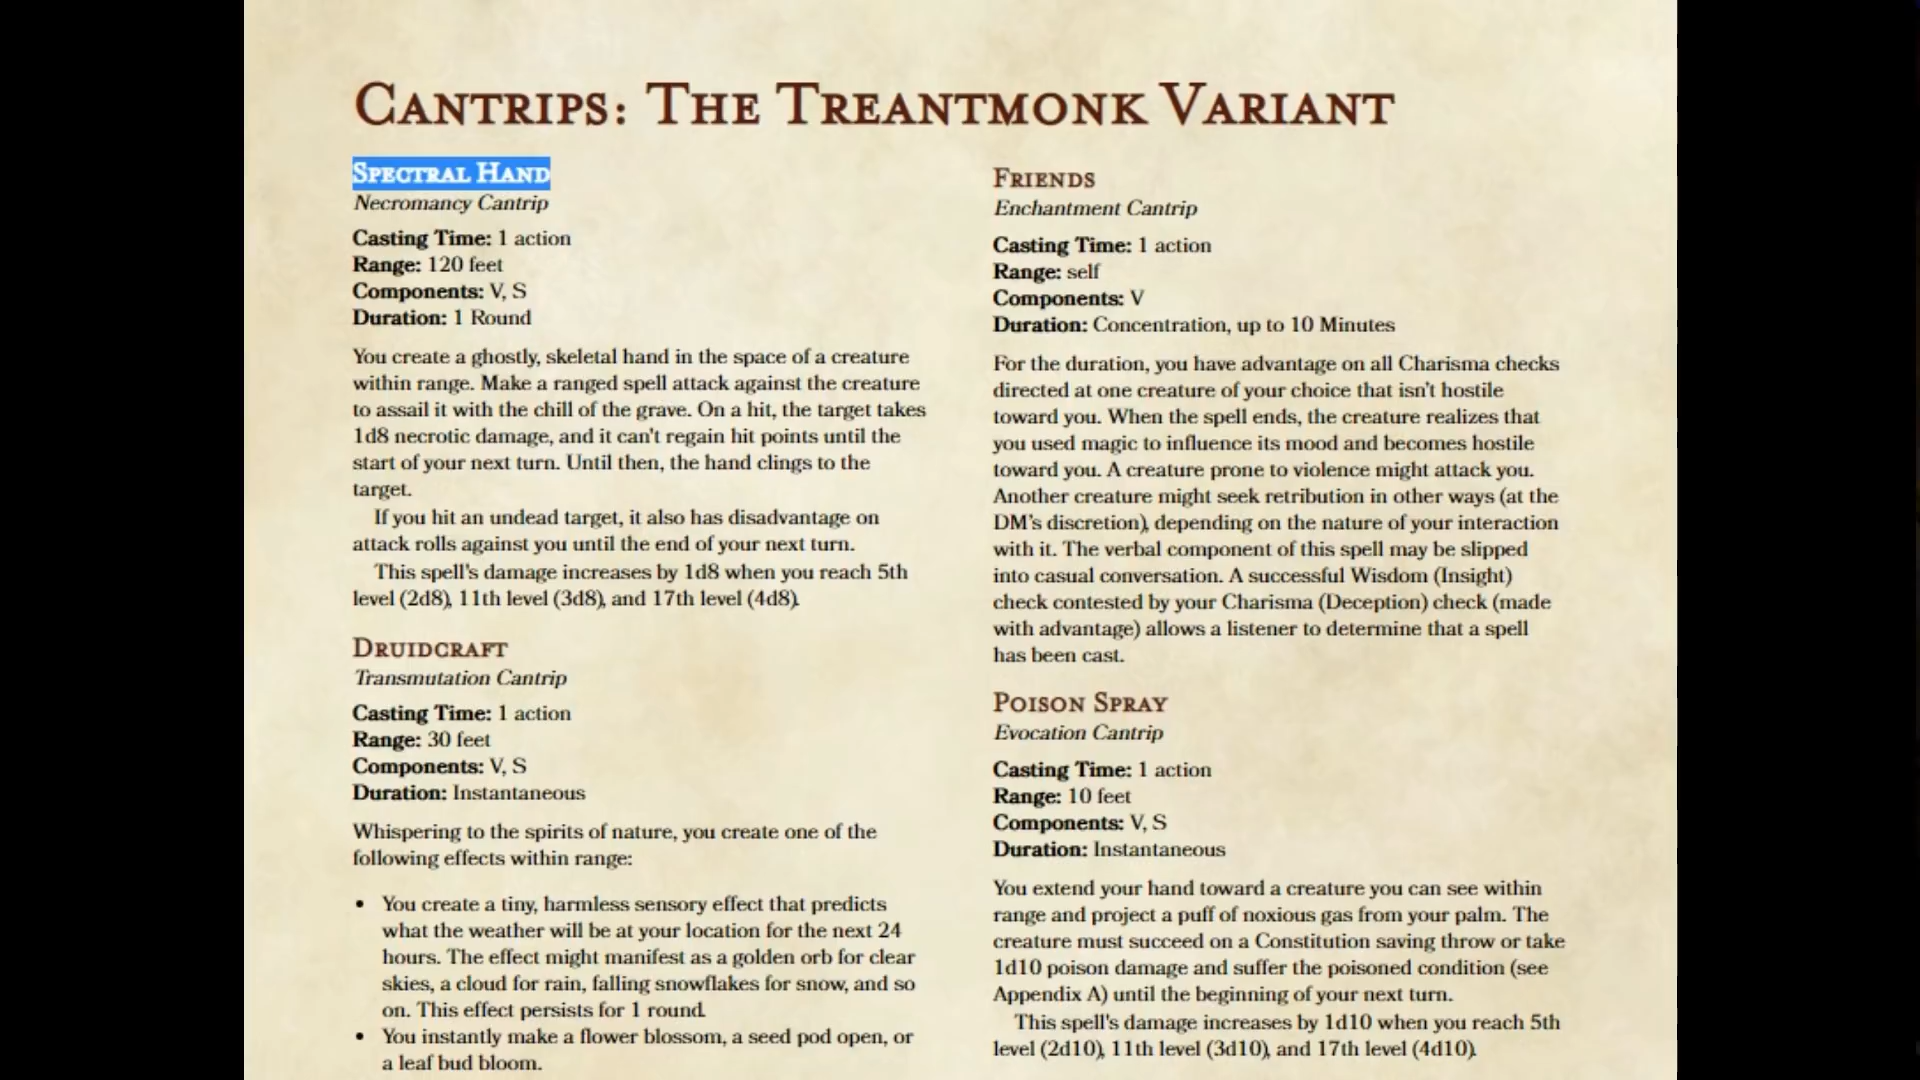 Cantrips: The Treantmonk Variant
Spectral Hand
Necromancy Cantrip
Casting Time: 1 action
Range: 120 feet
Components: V, S
Duration: 1 Round
You create a ghostly, skeletal hand in the space of a creature
within range. Make a ranged spell attack against the creature
to assail it with the chill of the grave. On a hit, the target takes
1d8 necrotic damage, and it can't regain hit points until the
start of your next turn. Until then, the hand clings to the
target.
If you hit an undead target, it also has disadvantage on
attack rolls against you until the end of your next turn.
This spell's damage increases by 1d8 when you reach 5th
level (2d8), 11th level (3d8), and 17th level (4d8).
Druidcraft
Transmutation Cantrip
Casting Time: 1 action
Range: 30 feet
Components: V, S
Duration: Instantaneous
Whispering to the spirits of nature, you create one of the
following effects within range:
• You create a tiny, harmless sensory effect that predicts
what the weather will be at your location for the next 24
hours. The effect might manifest as a golden orb for clear
skies, a cloud for rain, falling snowflakes for snow, and so
on. This effect persists for 1 round.
• You instantly make a flower blossom, a seed pod open, or
a leaf bud bloom.
Friends
Enchantment Cantrip
Casting Time: 1 action
Range: self
Components: V
Duration: Concentration, up to 10 Minutes
For the duration, you have advantage on all Charisma checks
directed at one creature of your choice that isn't hostile
toward you. When the spell ends, the creature realizes that
you used magic to influence its mood and becomes hostile
toward you. A creature prone to violence might attack you.
Another creature might seek retribution in other ways (at the
DM's discretion), depending on the nature of your interaction
with it. The verbal component of this spell may be slipped
into casual conversation. A successful Wisdom (Insight)
check contested by your Charisma (Deception) check (made
with advantage) allows a listener to determine that a spell
has been cast.
Poison Spray
Evocation Cantrip
Casting Time: 1 action
Range: 10 feet
Components: V, S
Duration: Instantaneous
You extend your hand toward a creature you can see within
range and project a puff of noxious gas from your palm. The
creature must succeed on a Constitution saving throw or take
1d10 poison damage and suffer the poisoned condition (see
Appendix A) until the beginning of your next turn.
This spell's damage increases by 1d10 when you reach 5th
level (2d10), 11th level (3d10), and 17th level (4d10).